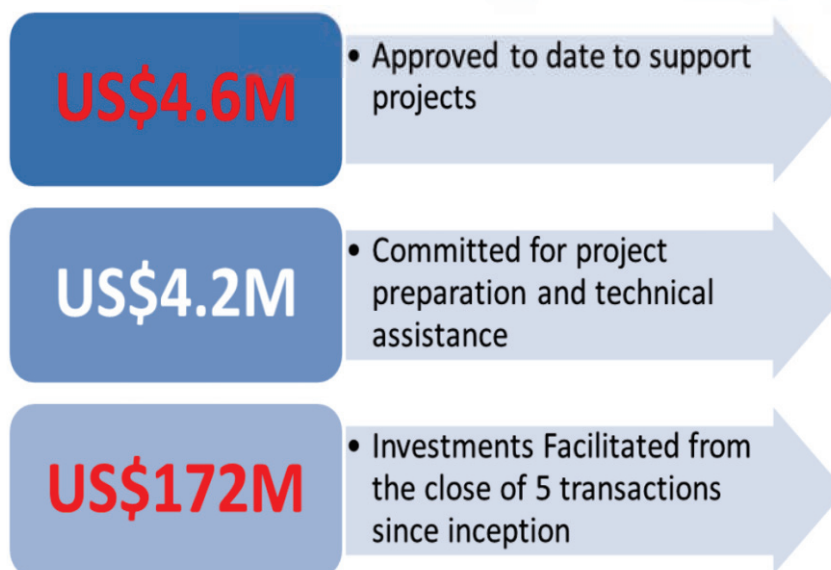 US$4.6M
• Approved to date to support
projects
US$4.2M
• Committed for project
preparation and technical
assistance
US$172M
• Investments Facilitated from
the close of 5 transactions
since inception